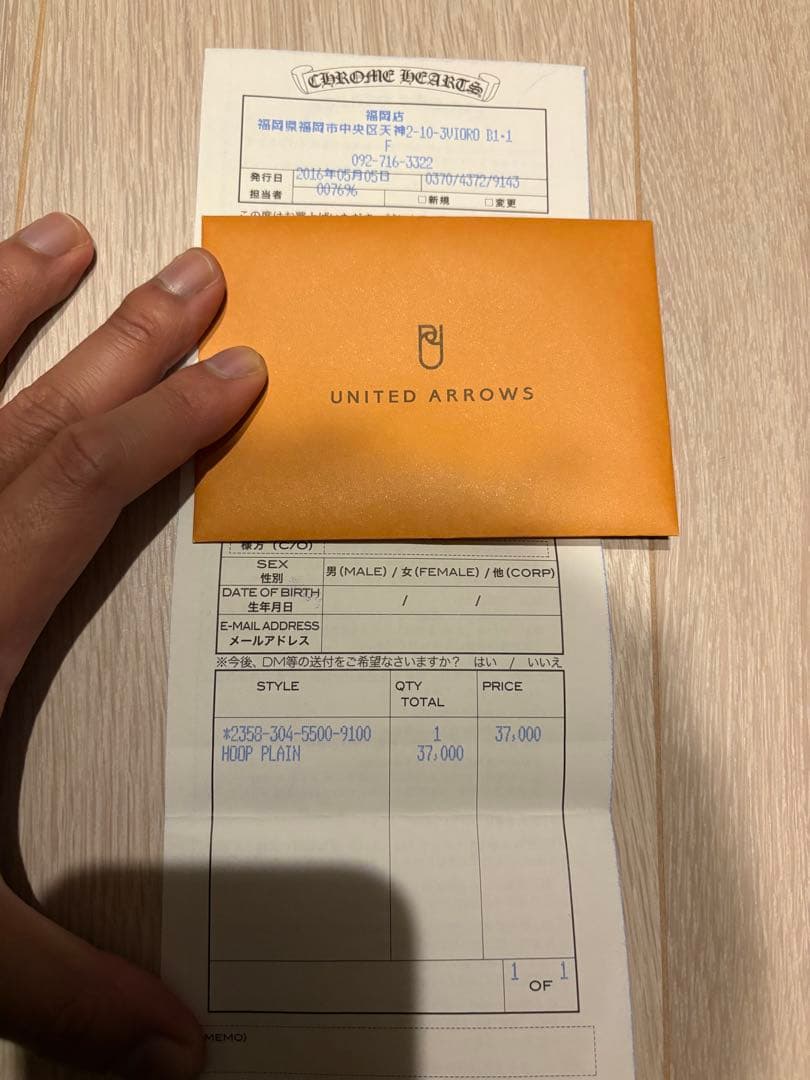 CHROME HEARTS
福岡店
福岡県福岡市中央区天神2-10-3VIORO B1・1
F
092-716-3322
発行日 2016年05月05日 0370/4372/9143
担当者 007696 □新規 □変更
UNITED ARROWS
様方 (C/O)
SEX 男(MALE) / 女(FEMALE) / 他(CORP)
性別
DATE OF BIRTH / /
生年月日
E-MAIL ADDRESS
メールアドレス
※今後、DM等の送付をご希望なさいますか? はい / いいえ
STYLE QTY PRICE
TOTAL
*2358-304-5500-9100 1 37,000
HOOP PLAIN 37,000
1 OF 1
MEMO)